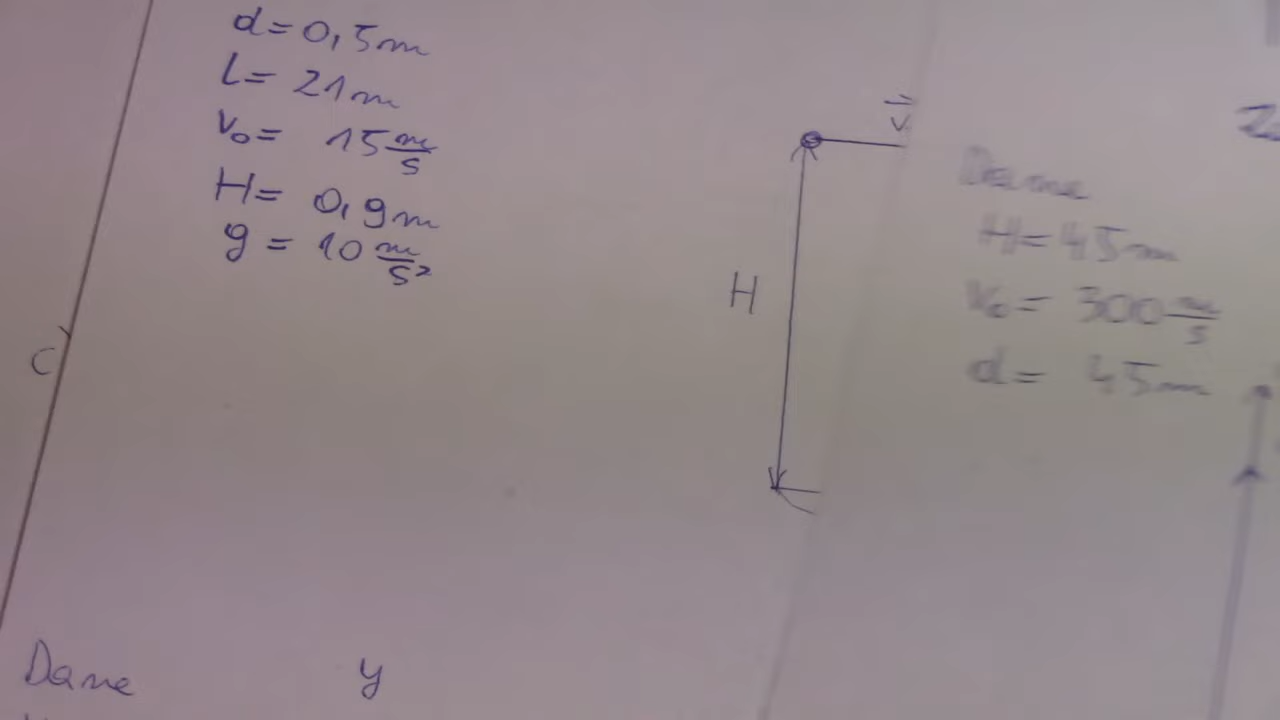 d = 0,5m
L = 21m
v₀ = 15 m/s
H = 0,9m
g = 10 m/s²
C
v⃗
H
Dane
H = 45m
v₀ = 300 m/s
d = 45m
Dane
y